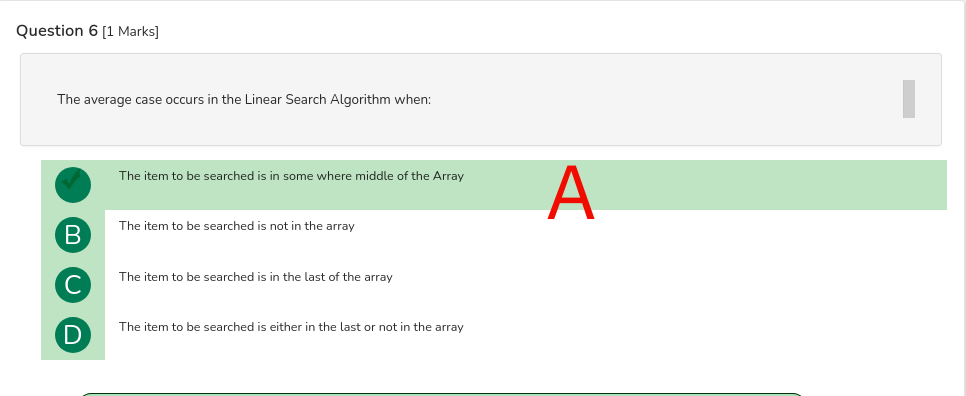 Question 6 [1 Marks]
The average case occurs in the Linear Search Algorithm when:
The item to be searched is in some where middle of the Array
A
B The item to be searched is not in the array
C The item to be searched is in the last of the array
D The item to be searched is either in the last or not in the array